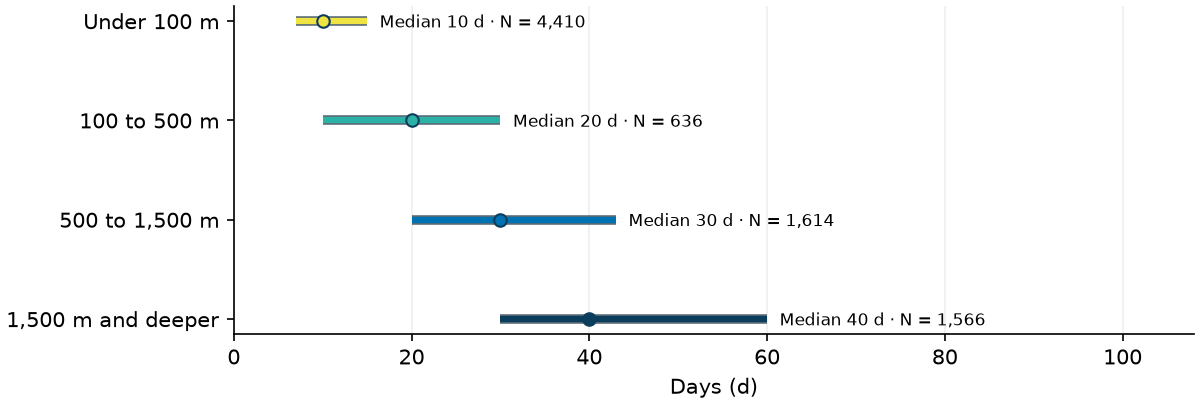 Under 100 m
Median 10 d · N = 4,410
100 to 500 m
Median 20 d · N = 636
500 to 1,500 m
Median 30 d · N = 1,614
1,500 m and deeper
Median 40 d · N = 1,566
0 20 40 60 80 100
Days (d)